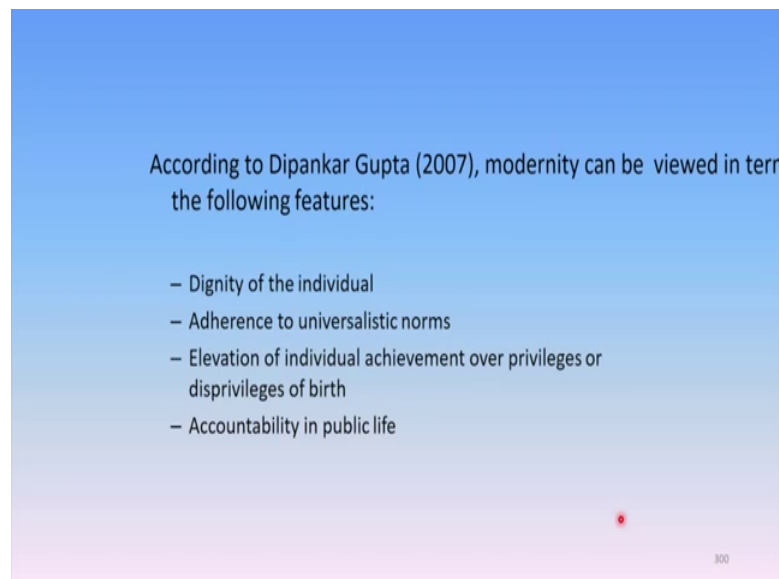 According to Dipankar Gupta (2007), modernity can be viewed in
the following features:
– Dignity of the individual
– Adherence to universalistic norms
– Elevation of individual achievement over privileges or
disprivileges of birth
– Accountability in public life
300